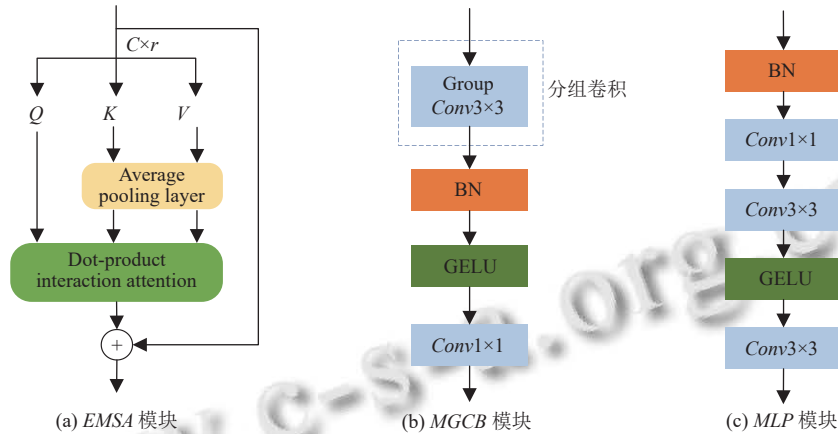 C×r
Q
K
V
Average
pooling layer
Dot-product
interaction attention
+
(a) EMSA 模块
Group
Conv3×3
分组卷积
BN
GELU
Conv1×1
(b) MGCB 模块
BN
Conv1×1
Conv3×3
GELU
Conv3×3
(c) MLP 模块
c-s-a.org